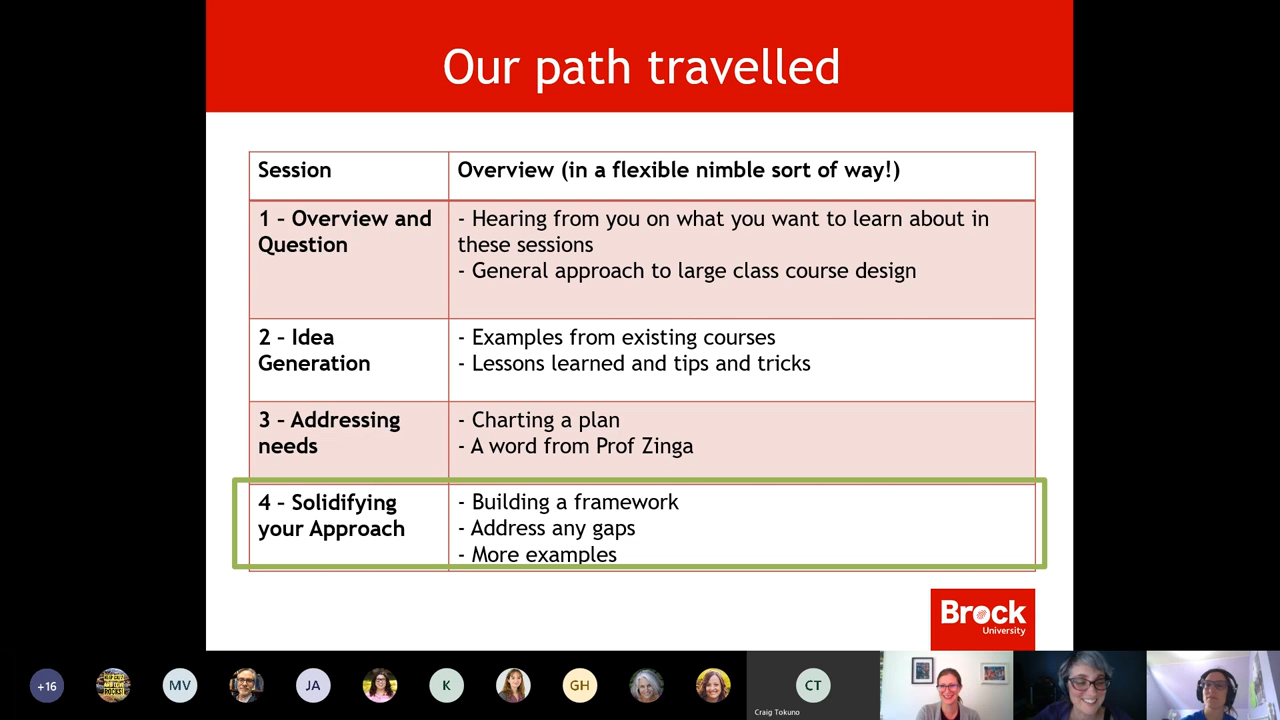 Our path travelled
Session
Overview (in a flexible nimble sort of way!)
1 – Overview and
Question
- Hearing from you on what you want to learn about in
these sessions
- General approach to large class course design
2 – Idea
Generation
- Examples from existing courses
- Lessons learned and tips and tricks
3 – Addressing
needs
- Charting a plan
- A word from Prof Zinga
4 – Solidifying
your Approach
- Building a framework
- Address any gaps
- More examples
Brock
University
+16
MV
JA
K
GH
CT
Craig Tokuno